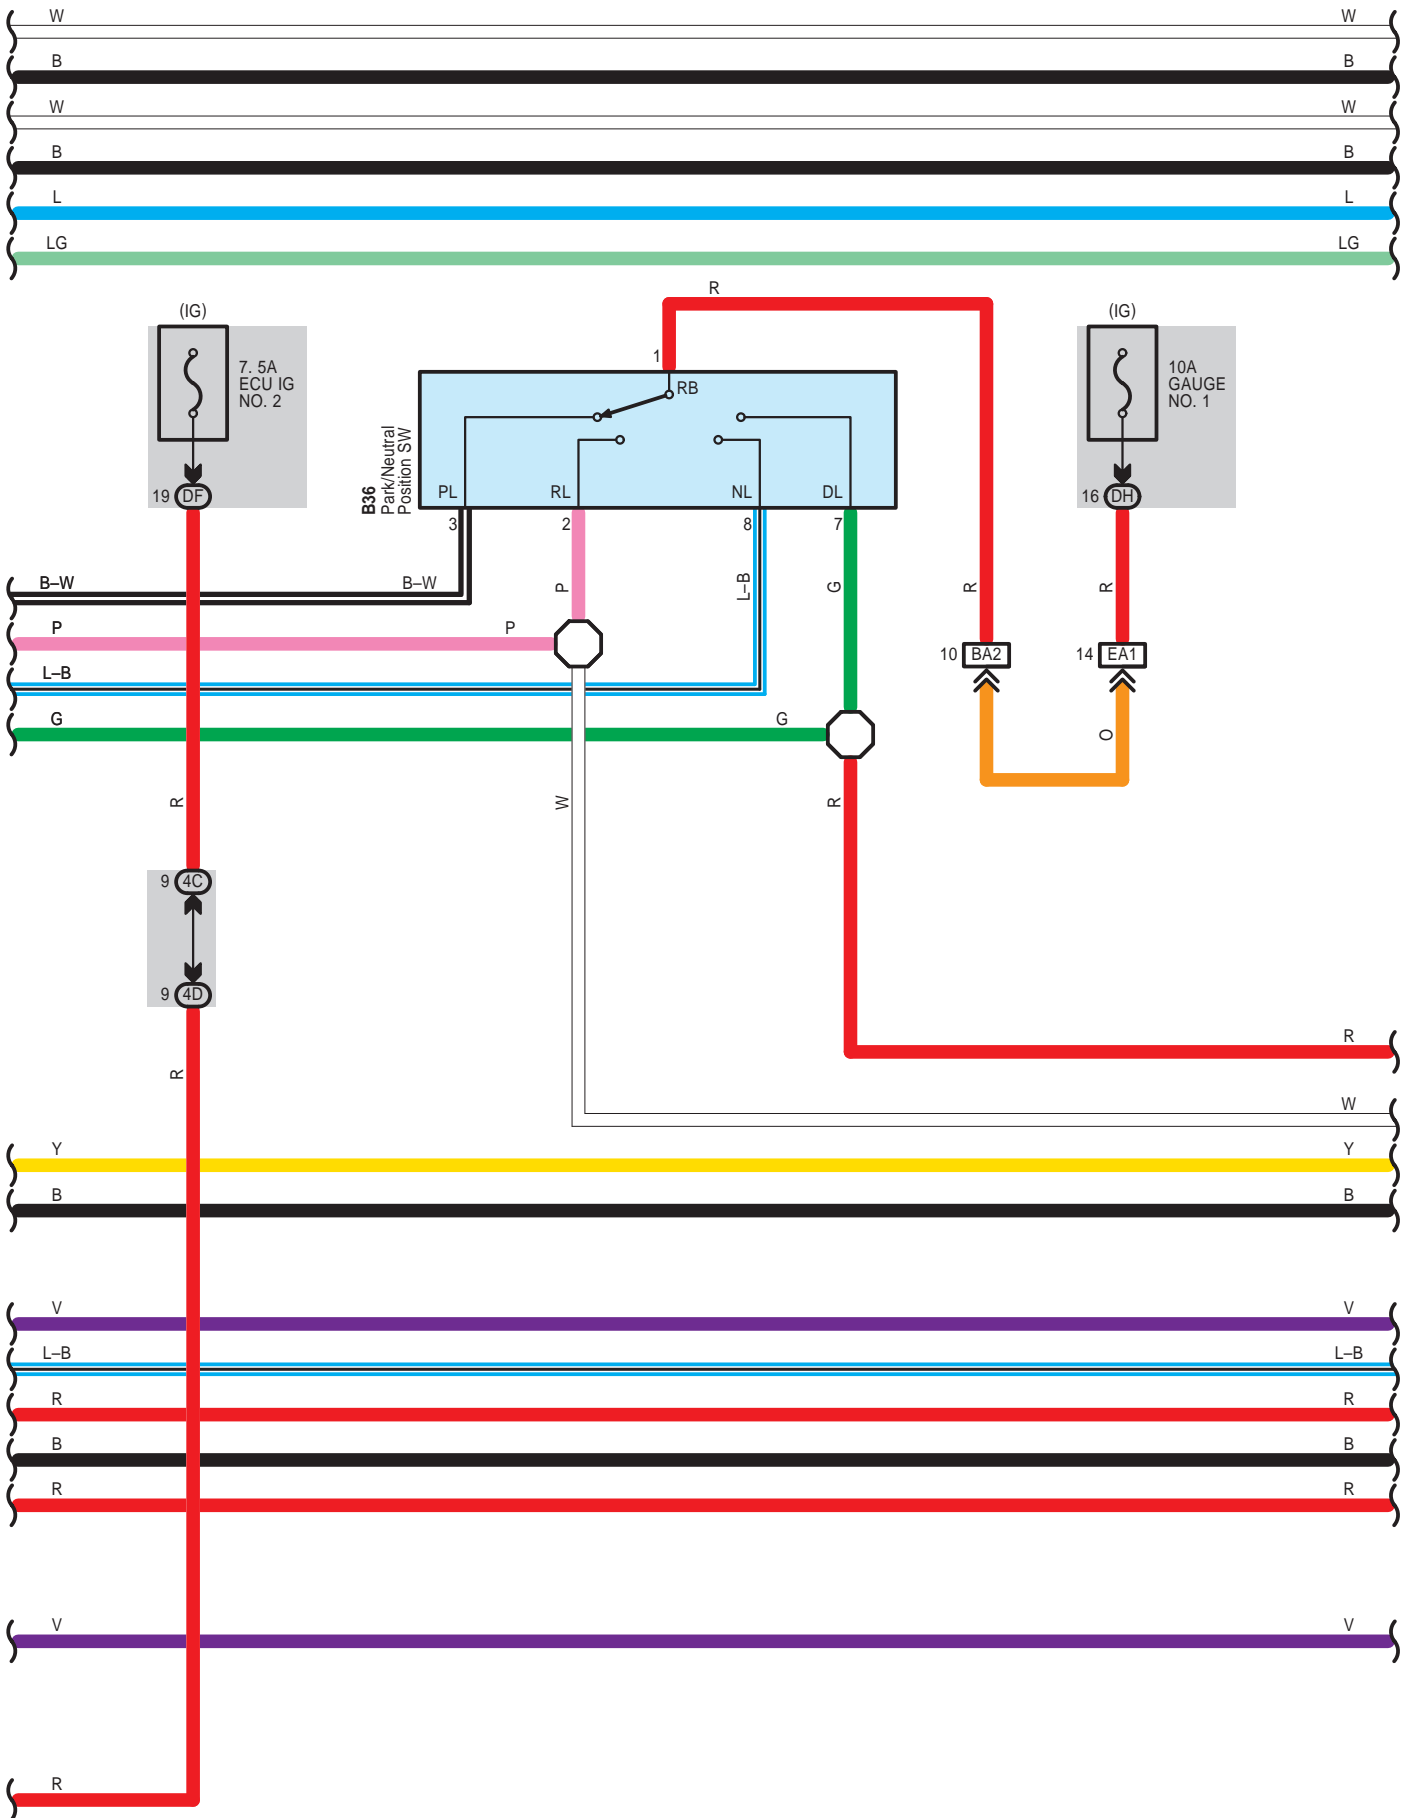 W W
B B
W W
B B
L L
LG LG
R
(IG) (IG)
7. 5A
ECU IG
NO. 2
10A
GAUGE
NO. 1
1
RB
B36
Park/Neutral
Position SW
PL RL NL DL
19 DF
16 DH
3 2 8 7
B–W B–W
P L–B G R R
P P
L–B
10 BA2
14 EA1
G G
O
R W R
9 4C
9 4D
R
R
W
Y Y
B B
V V
L–B L–B
R R
B B
R R
V V
R